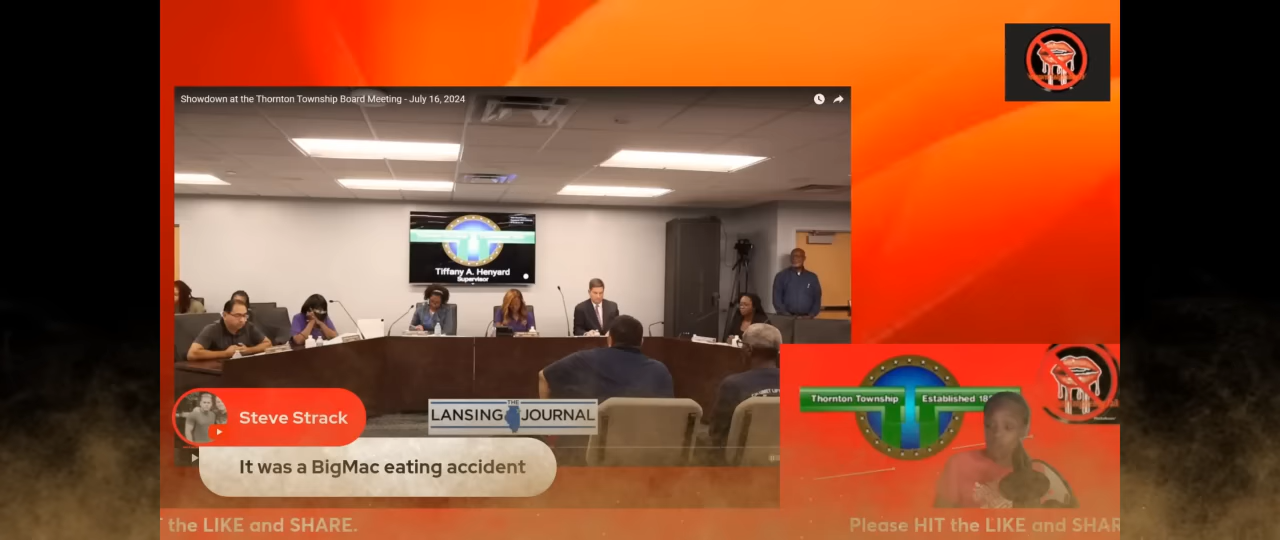 Showdown at the Thornton Township Board Meeting - July 16, 2024
Tiffany A. Henyard
Supervisor
THE
LANSING JOURNAL
Steve Strack
It was a BigMac eating accident
Thornton Township
Established 18
the LIKE and SHARE.
Please HIT the LIKE and SHAR